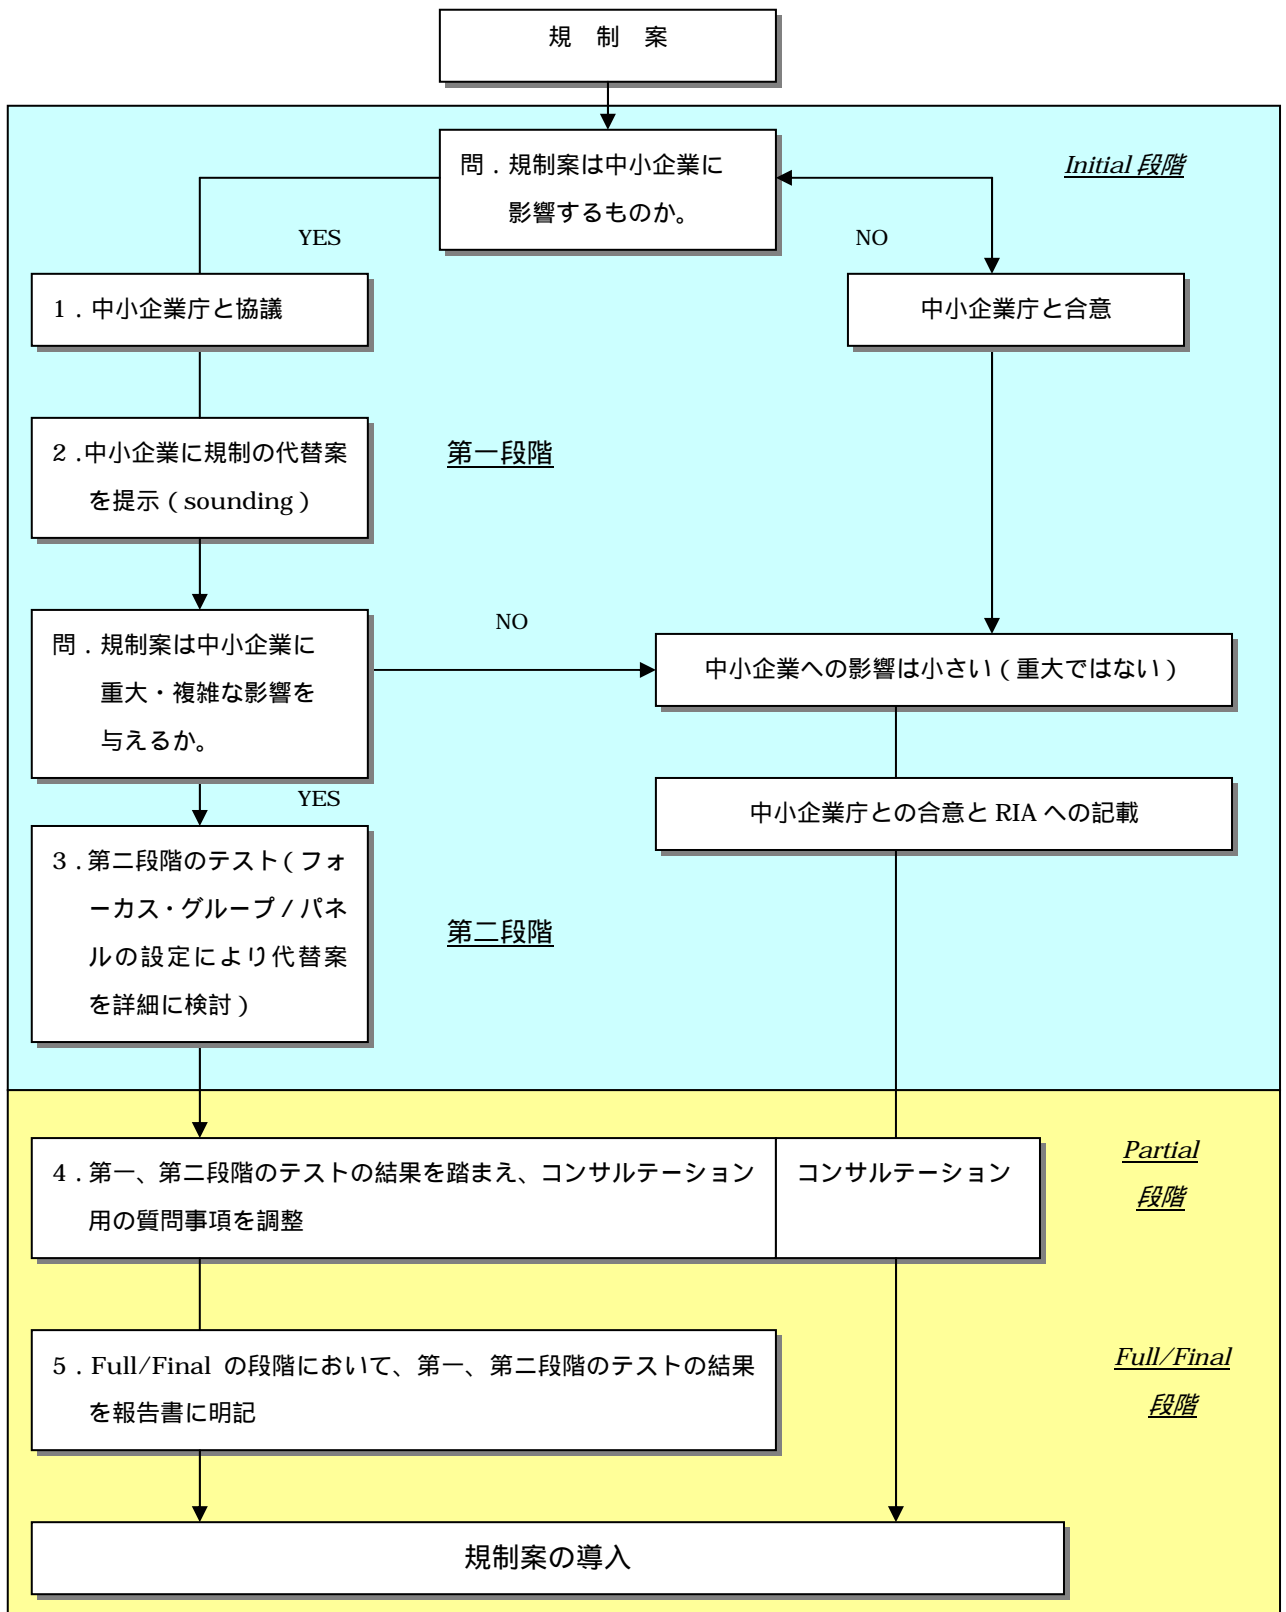 規 制 案
問．規制案は中小企業に
影響するものか。
Initial 段階
YES
NO
1．中小企業庁と協議
中小企業庁と合意
2．中小企業に規制の代替案
を提示（sounding）
第一段階
問．規制案は中小企業に
重大・複雑な影響を
与えるか。
NO
中小企業への影響は小さい（重大ではない）
YES
中小企業庁との合意と RIA への記載
3．第二段階のテスト（フォ
ーカス・グループ／パネ
ルの設定により代替案
を詳細に検討）
第二段階
4．第一、第二段階のテストの結果を踏まえ、コンサルテーション
用の質問事項を調整
コンサルテーション
Partial
段階
5．Full/Final の段階において、第一、第二段階のテストの結果
を報告書に明記
Full/Final
段階
規制案の導入